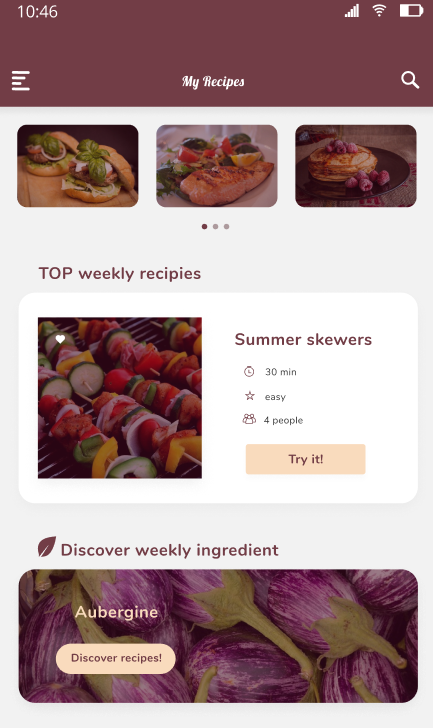 10:46
My Recipes
TOP weekly recipies
Summer skewers
30 min
easy
4 people
Try it!
Discover weekly ingredient
Aubergine
Discover recipes!